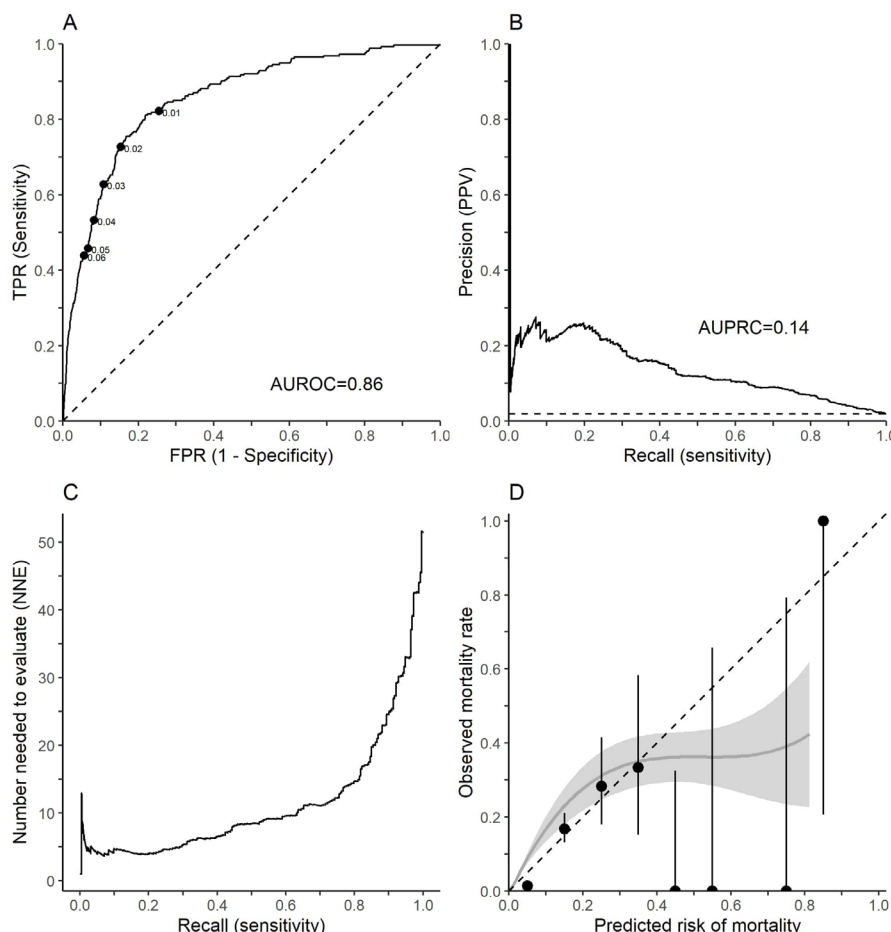 A
TPR (Sensitivity)
1.0
0.8
0.6
0.4
0.2
0.0
0.01
0.02
0.03
0.04
0.05
0.06
AUROC=0.86
0.0 0.2 0.4 0.6 0.8 1.0
FPR (1 - Specificity)
B
Precision (PPV)
1.0
0.8
0.6
0.4
0.2
0.0
AUPRC=0.14
0.0 0.2 0.4 0.6 0.8 1.0
Recall (sensitivity)
C
Number needed to evaluate (NNE)
50
40
30
20
10
0
0.0 0.2 0.4 0.6 0.8 1.0
Recall (sensitivity)
D
Observed mortality rate
1.0
0.8
0.6
0.4
0.2
0.0
0.0 0.2 0.4 0.6 0.8 1.0
Predicted risk of mortality